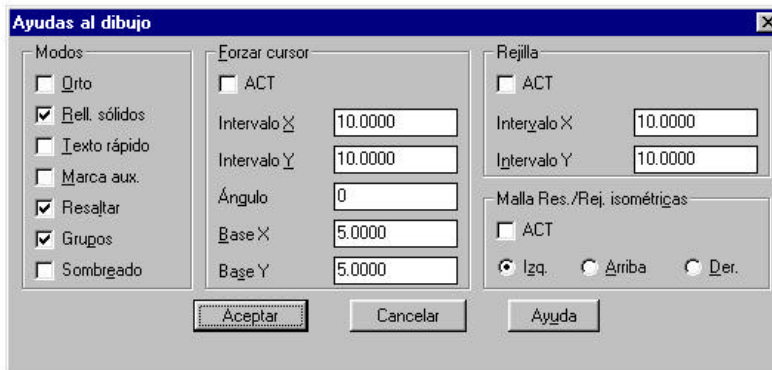 Ayudas al dibujo
Modos
Orto
Rell. sólidos
Texto rápido
Marca aux.
Resaltar
Grupos
Sombreado
Forzar cursor
ACT
Intervalo X 10.0000
Intervalo Y 10.0000
Ángulo 0
Base X 5.0000
Base Y 5.0000
Rejilla
ACT
Intervalo X 10.0000
Intervalo Y 10.0000
Malla Res./Rej. isométricas
ACT
Izq. Arriba Der.
Aceptar Cancelar Ayuda